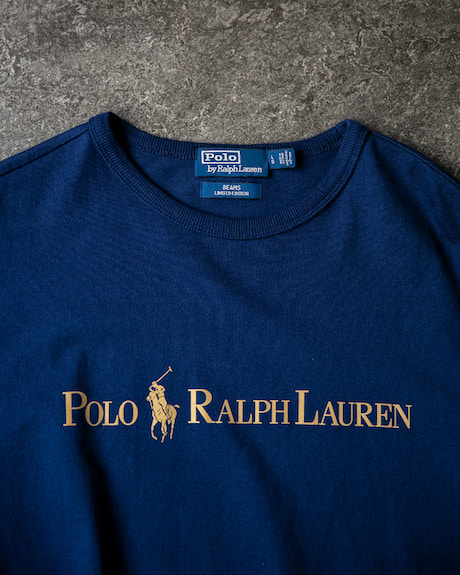 Polo
by Ralph Lauren
BEAMS
LIMITED EDITION
POLO RALPH LAUREN